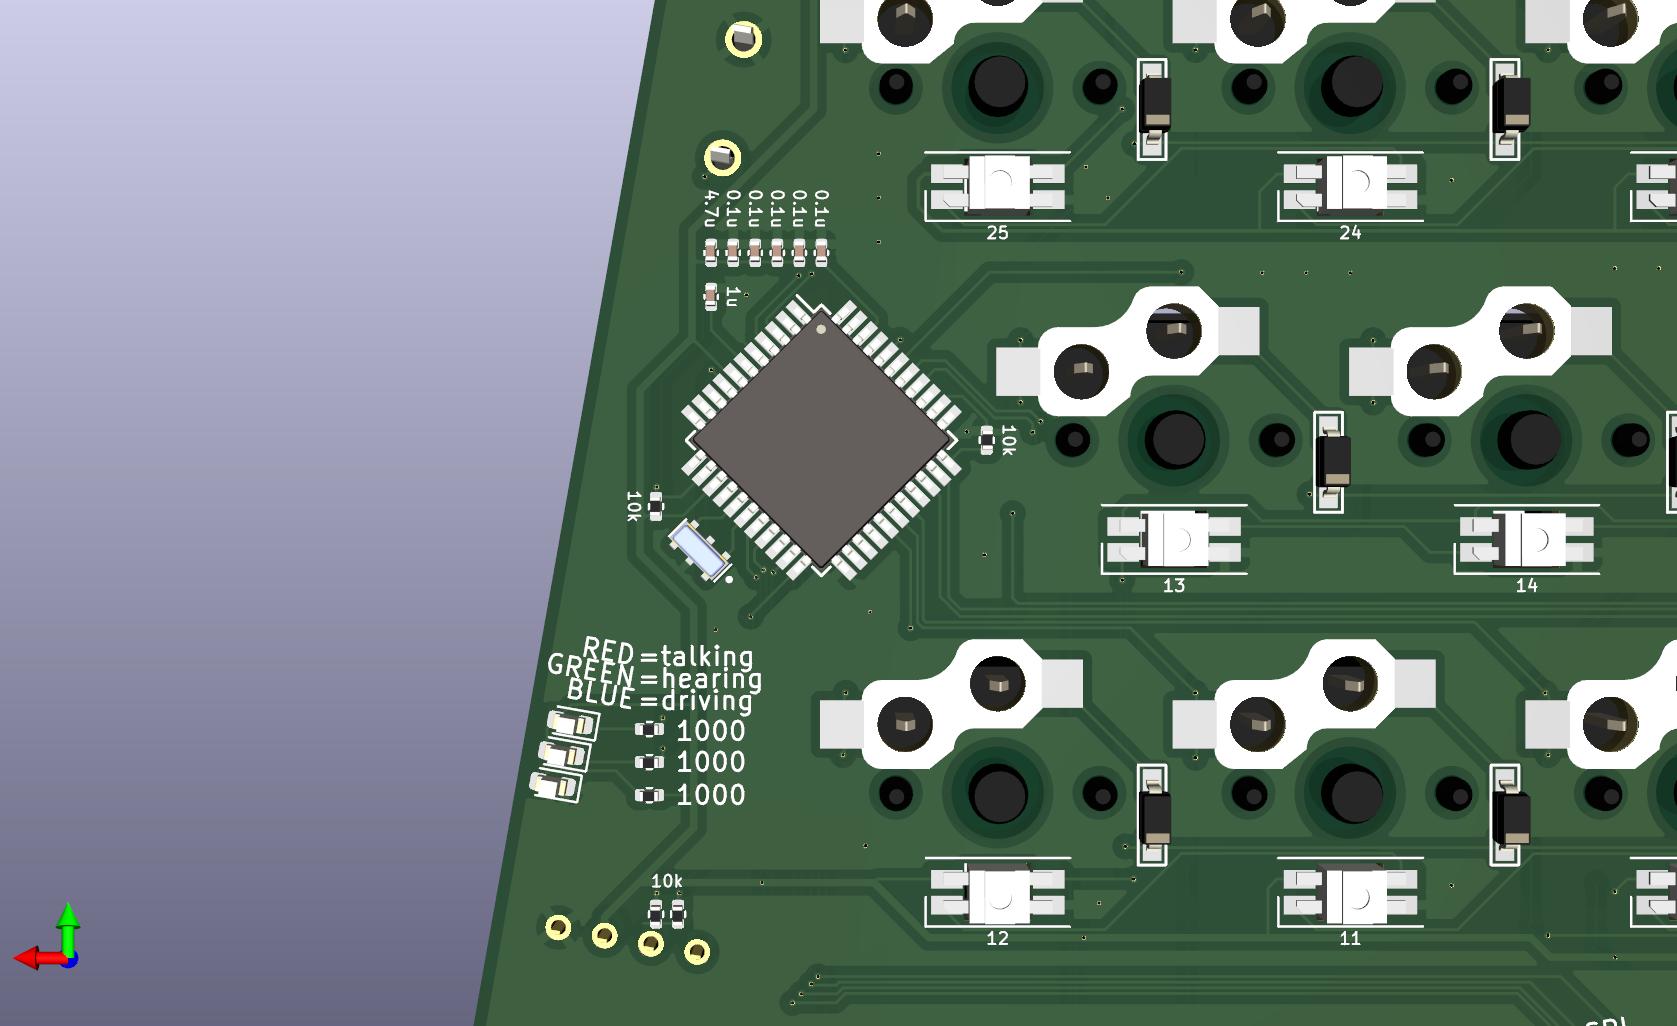 4.7u
0.1u
0.1u
0.1u
0.1u
0.1u
25
24
1u
10k
10k
13
14
RED =talking
GREEN =hearing
BLUE =driving
1000
1000
1000
10k
12
11